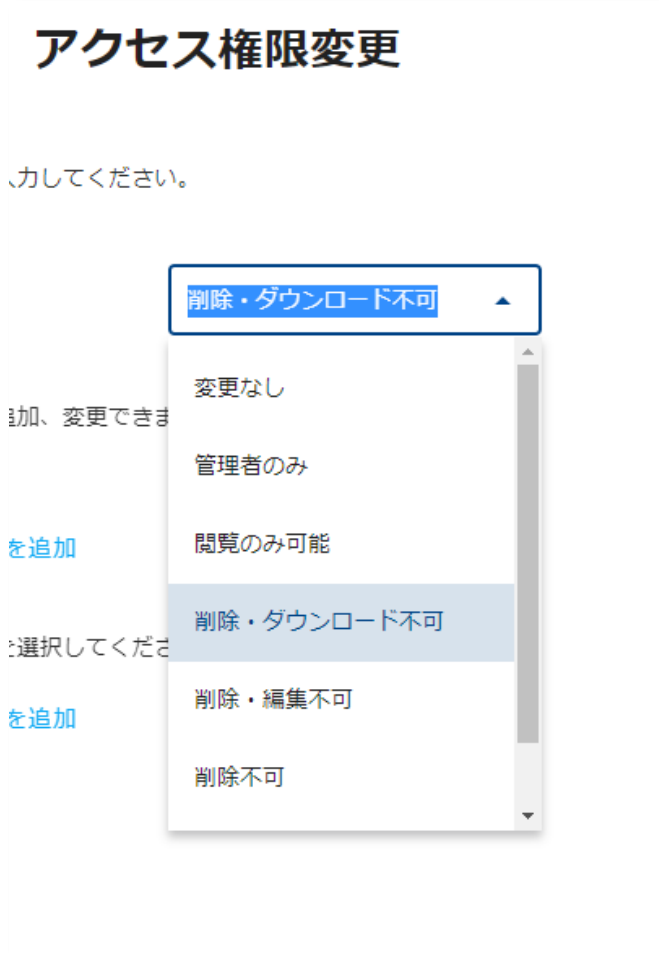 アクセス権限変更
力してください。
削除・ダウンロード不可
変更なし
加、変更できま
管理者のみ
閲覧のみ可能
を追加
削除・ダウンロード不可
選択してくださ
削除・編集不可
を追加
削除不可